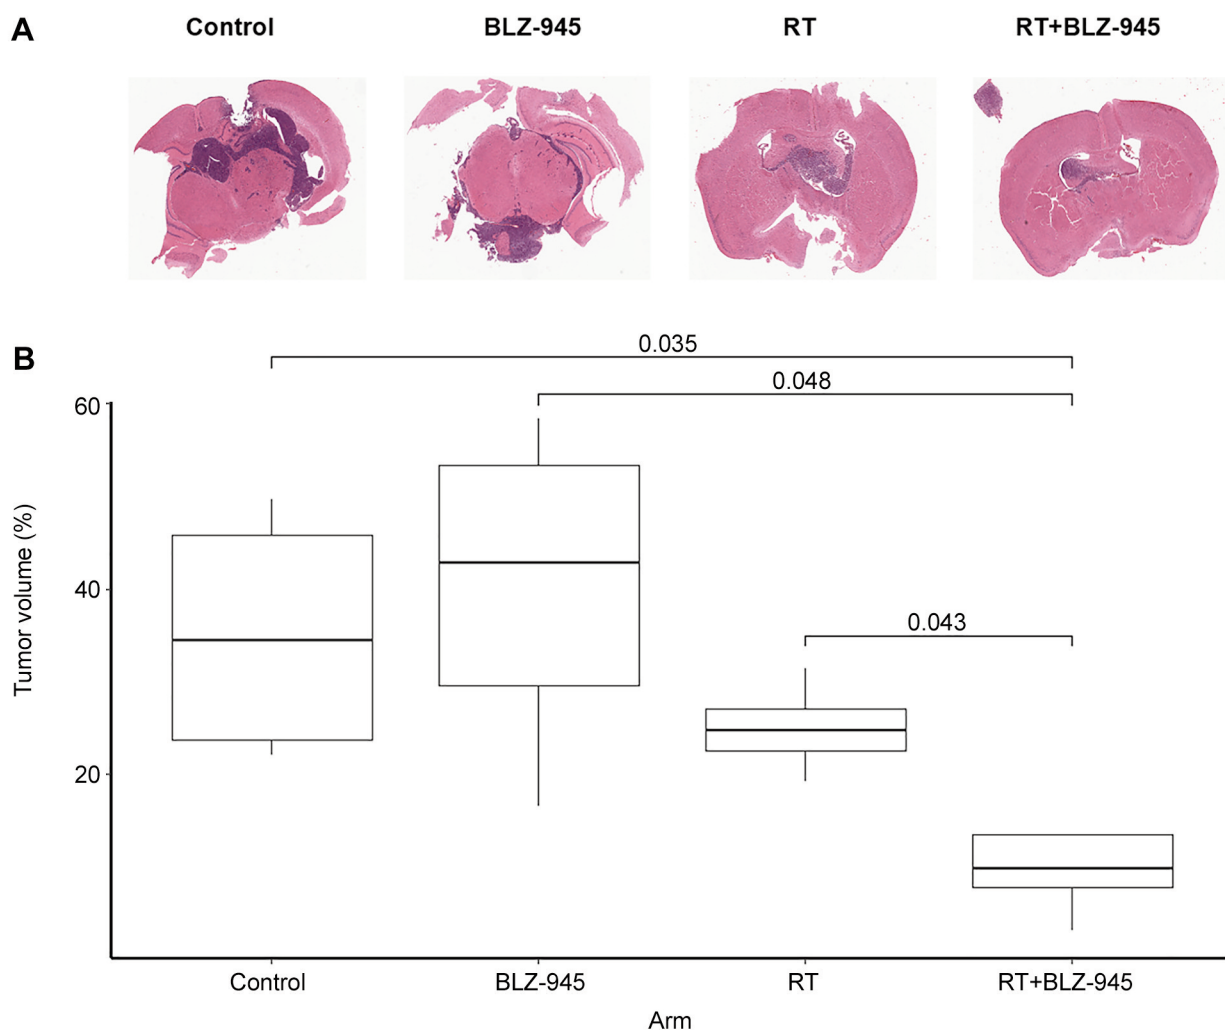 A
Control
BLZ-945
RT
RT+BLZ-945
B
0.035
0.048
0.043
60
40
20
Tumor volume (%)
Control
BLZ-945
RT
RT+BLZ-945
Arm